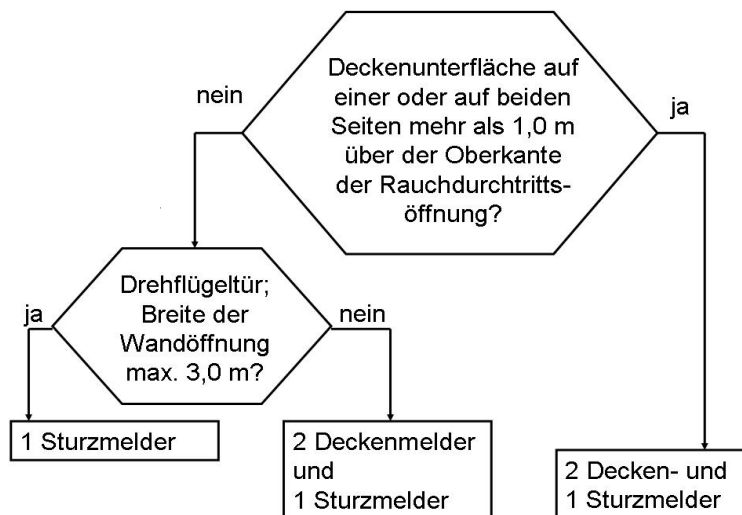 Deckenunterfläche auf
einer oder auf beiden
Seiten mehr als 1,0 m
über der Oberkante
der Rauchdurchtritts-
öffnung?
nein
ja
Drehflügeltür;
Breite der
Wandöffnung
max. 3,0 m?
ja
nein
1 Sturzmelder
2 Deckenmelder
und
1 Sturzmelder
2 Decken- und
1 Sturzmelder